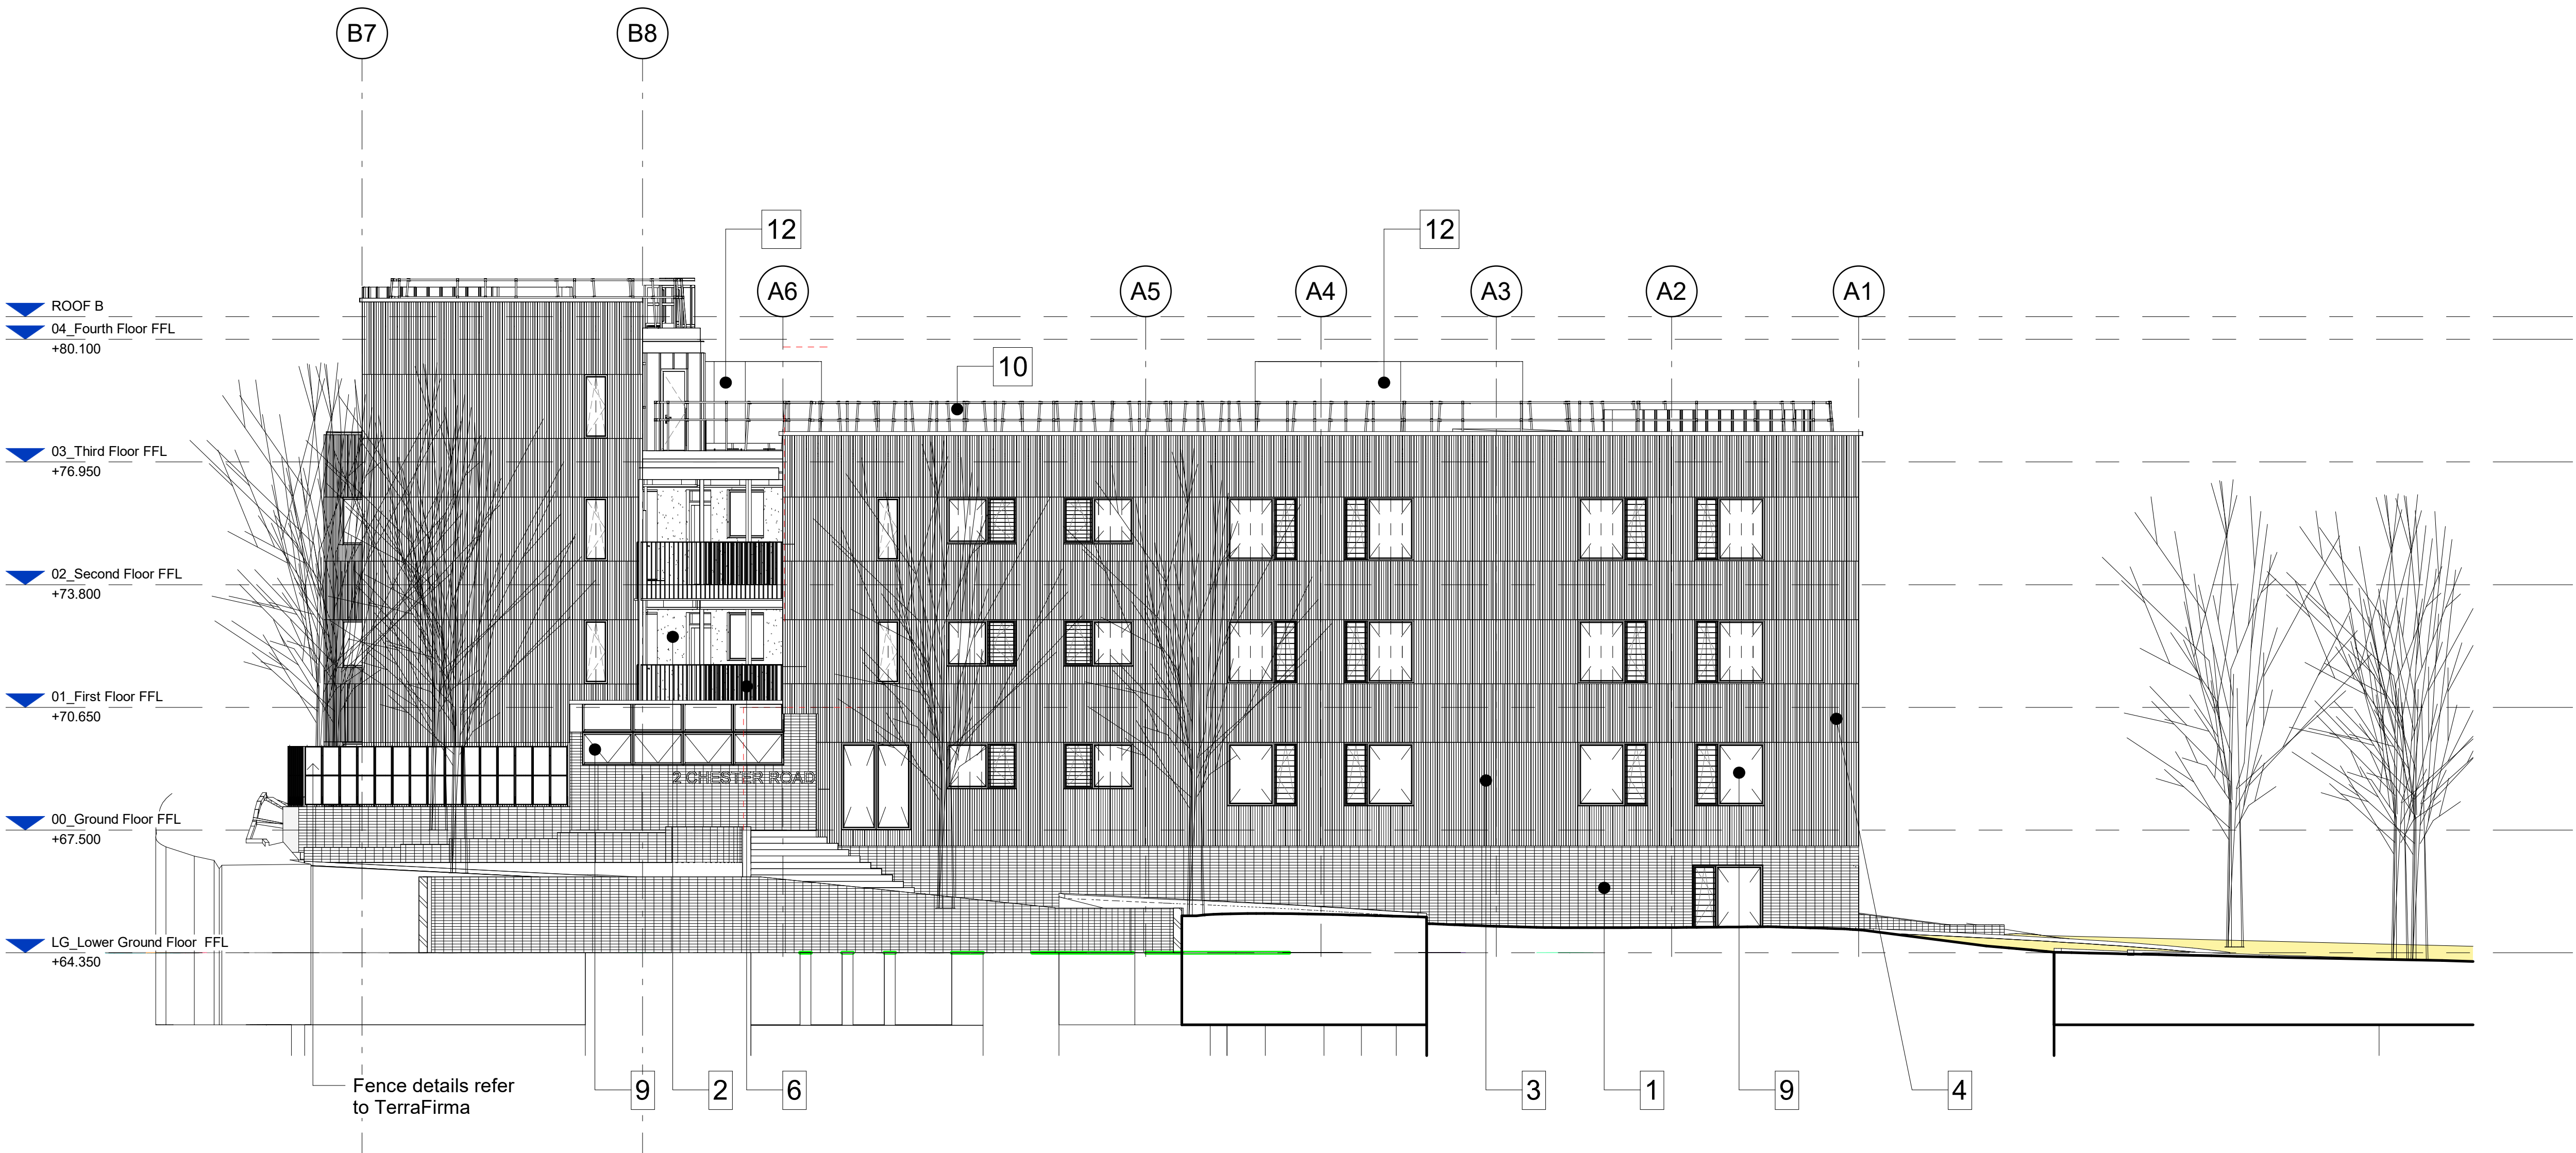 B7
B8
12
12
A6
A5
A4
A3
A2
A1
ROOF B
04_Fourth Floor FFL
+80.100
10
03_Third Floor FFL
+76.950
02_Second Floor FFL
+73.800
01_First Floor FFL
+70.650
2 CHESTER ROAD
00_Ground Floor FFL
+67.500
LG_Lower Ground Floor FFL
+64.350
Fence details refer
to TerraFirma
9
2
6
3
1
9
4